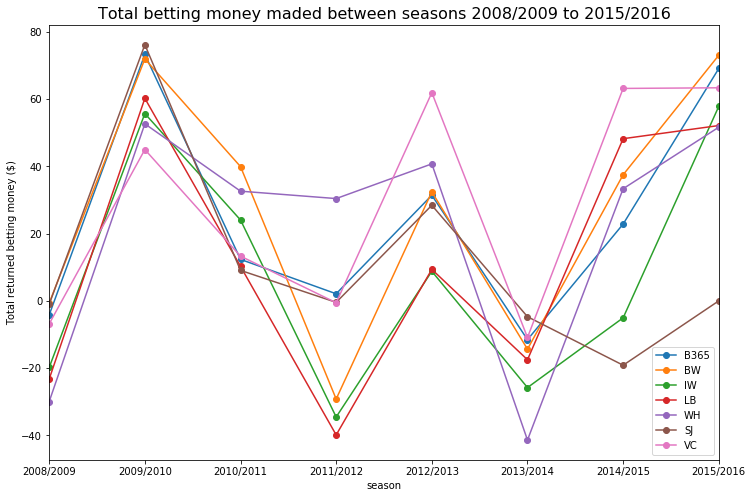 Total betting money maded between seasons 2008/2009 to 2015/2016
Total returned betting money ($)
80
60
40
20
0
−20
−40
2008/2009 2009/2010 2010/2011 2011/2012 2012/2013 2013/2014 2014/2015 2015/2016
season
B365
BW
IW
LB
WH
SJ
VC